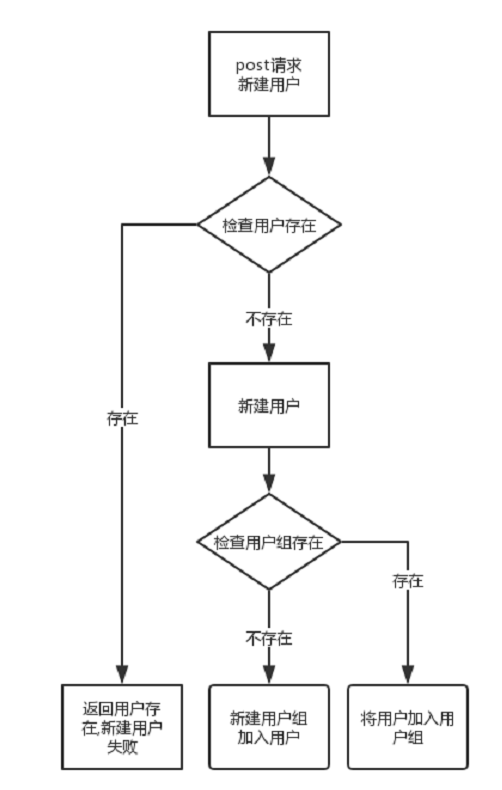 post请求
新建用户
检查用户存在
不存在
新建用户
存在
检查用户组存在
存在
不存在
返回用户存
在,新建用户
失败
新建用户组
加入用户
将用户加入用
户组